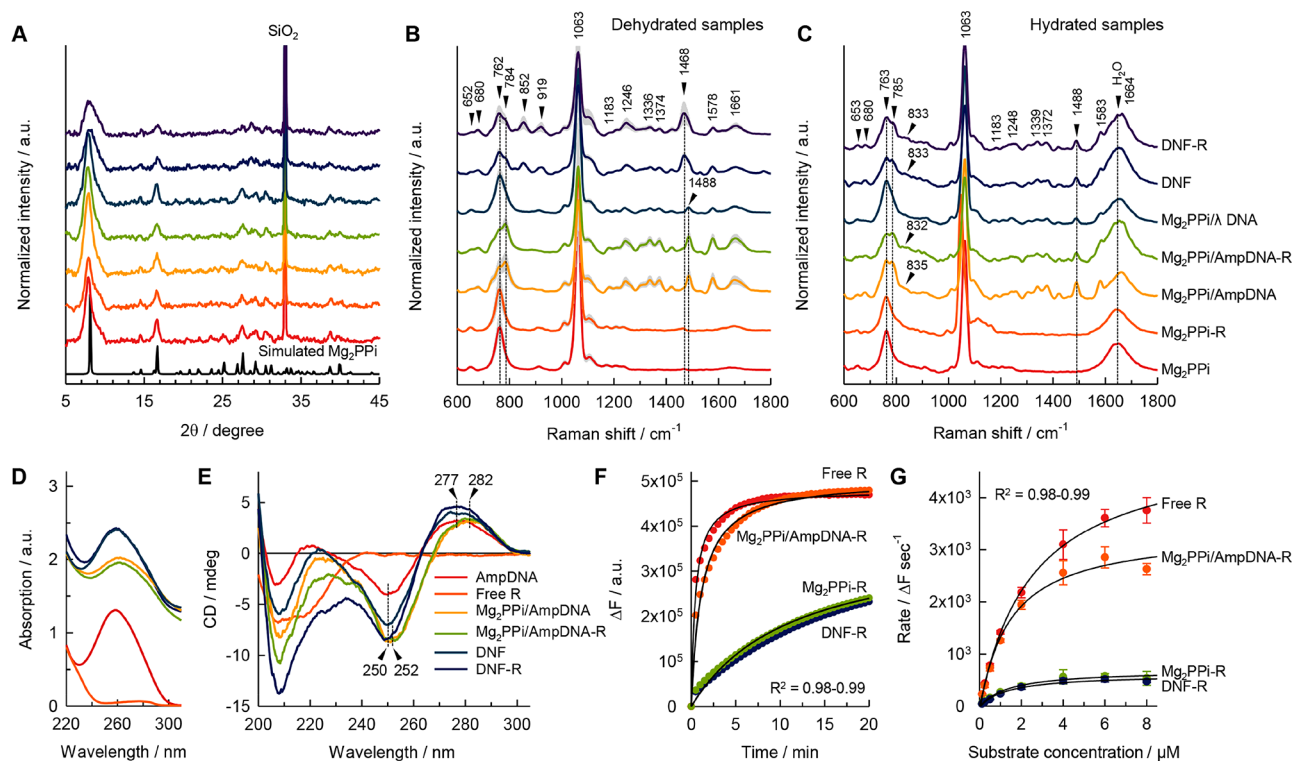 A
SiO2
Normalized intensity / a.u.
Simulated Mg2PPi
5
15
25
35
45
2θ / degree
B
Dehydrated samples
Normalized intensity / a.u.
652
680
762
784
852
919
1063
1183
1246
1336
1374
1468
1578
1661
1488
600
800
1000
1200
1400
1600
1800
Raman shift / cm-1
C
Hydrated samples
Normalized intensity / a.u.
653
680
763
785
833
1063
1183
1248
1339
1372
1488
1583
H2O
1664
833
832
835
DNF-R
DNF
Mg2PPi/λ DNA
Mg2PPi/AmpDNA-R
Mg2PPi/AmpDNA
Mg2PPi-R
Mg2PPi
600
800
1000
1200
1400
1600
1800
Raman shift / cm-1
D
Absorption / a.u.
3
2
1
0
220
260
300
Wavelength / nm
E
CD / mdeg
5
0
-5
-10
-15
277
282
250
252
AmpDNA
Free R
Mg2PPi/AmpDNA
Mg2PPi/AmpDNA-R
DNF
DNF-R
200
220
240
260
280
300
Wavelength / nm
F
ΔF / a.u.
5x10⁵
4x10⁵
3x10⁵
2x10⁵
10⁵
0
Free R
Mg2PPi/AmpDNA-R
Mg2PPi-R
DNF-R
R² = 0.98-0.99
0
5
10
15
20
Time / min
G
Rate / ΔF sec-1
4x10³
3x10³
2x10³
10³
0
R² = 0.98-0.99
Free R
Mg2PPi/AmpDNA-R
Mg2PPi-R
DNF-R
0
2
4
6
8
Substrate concentration / µM